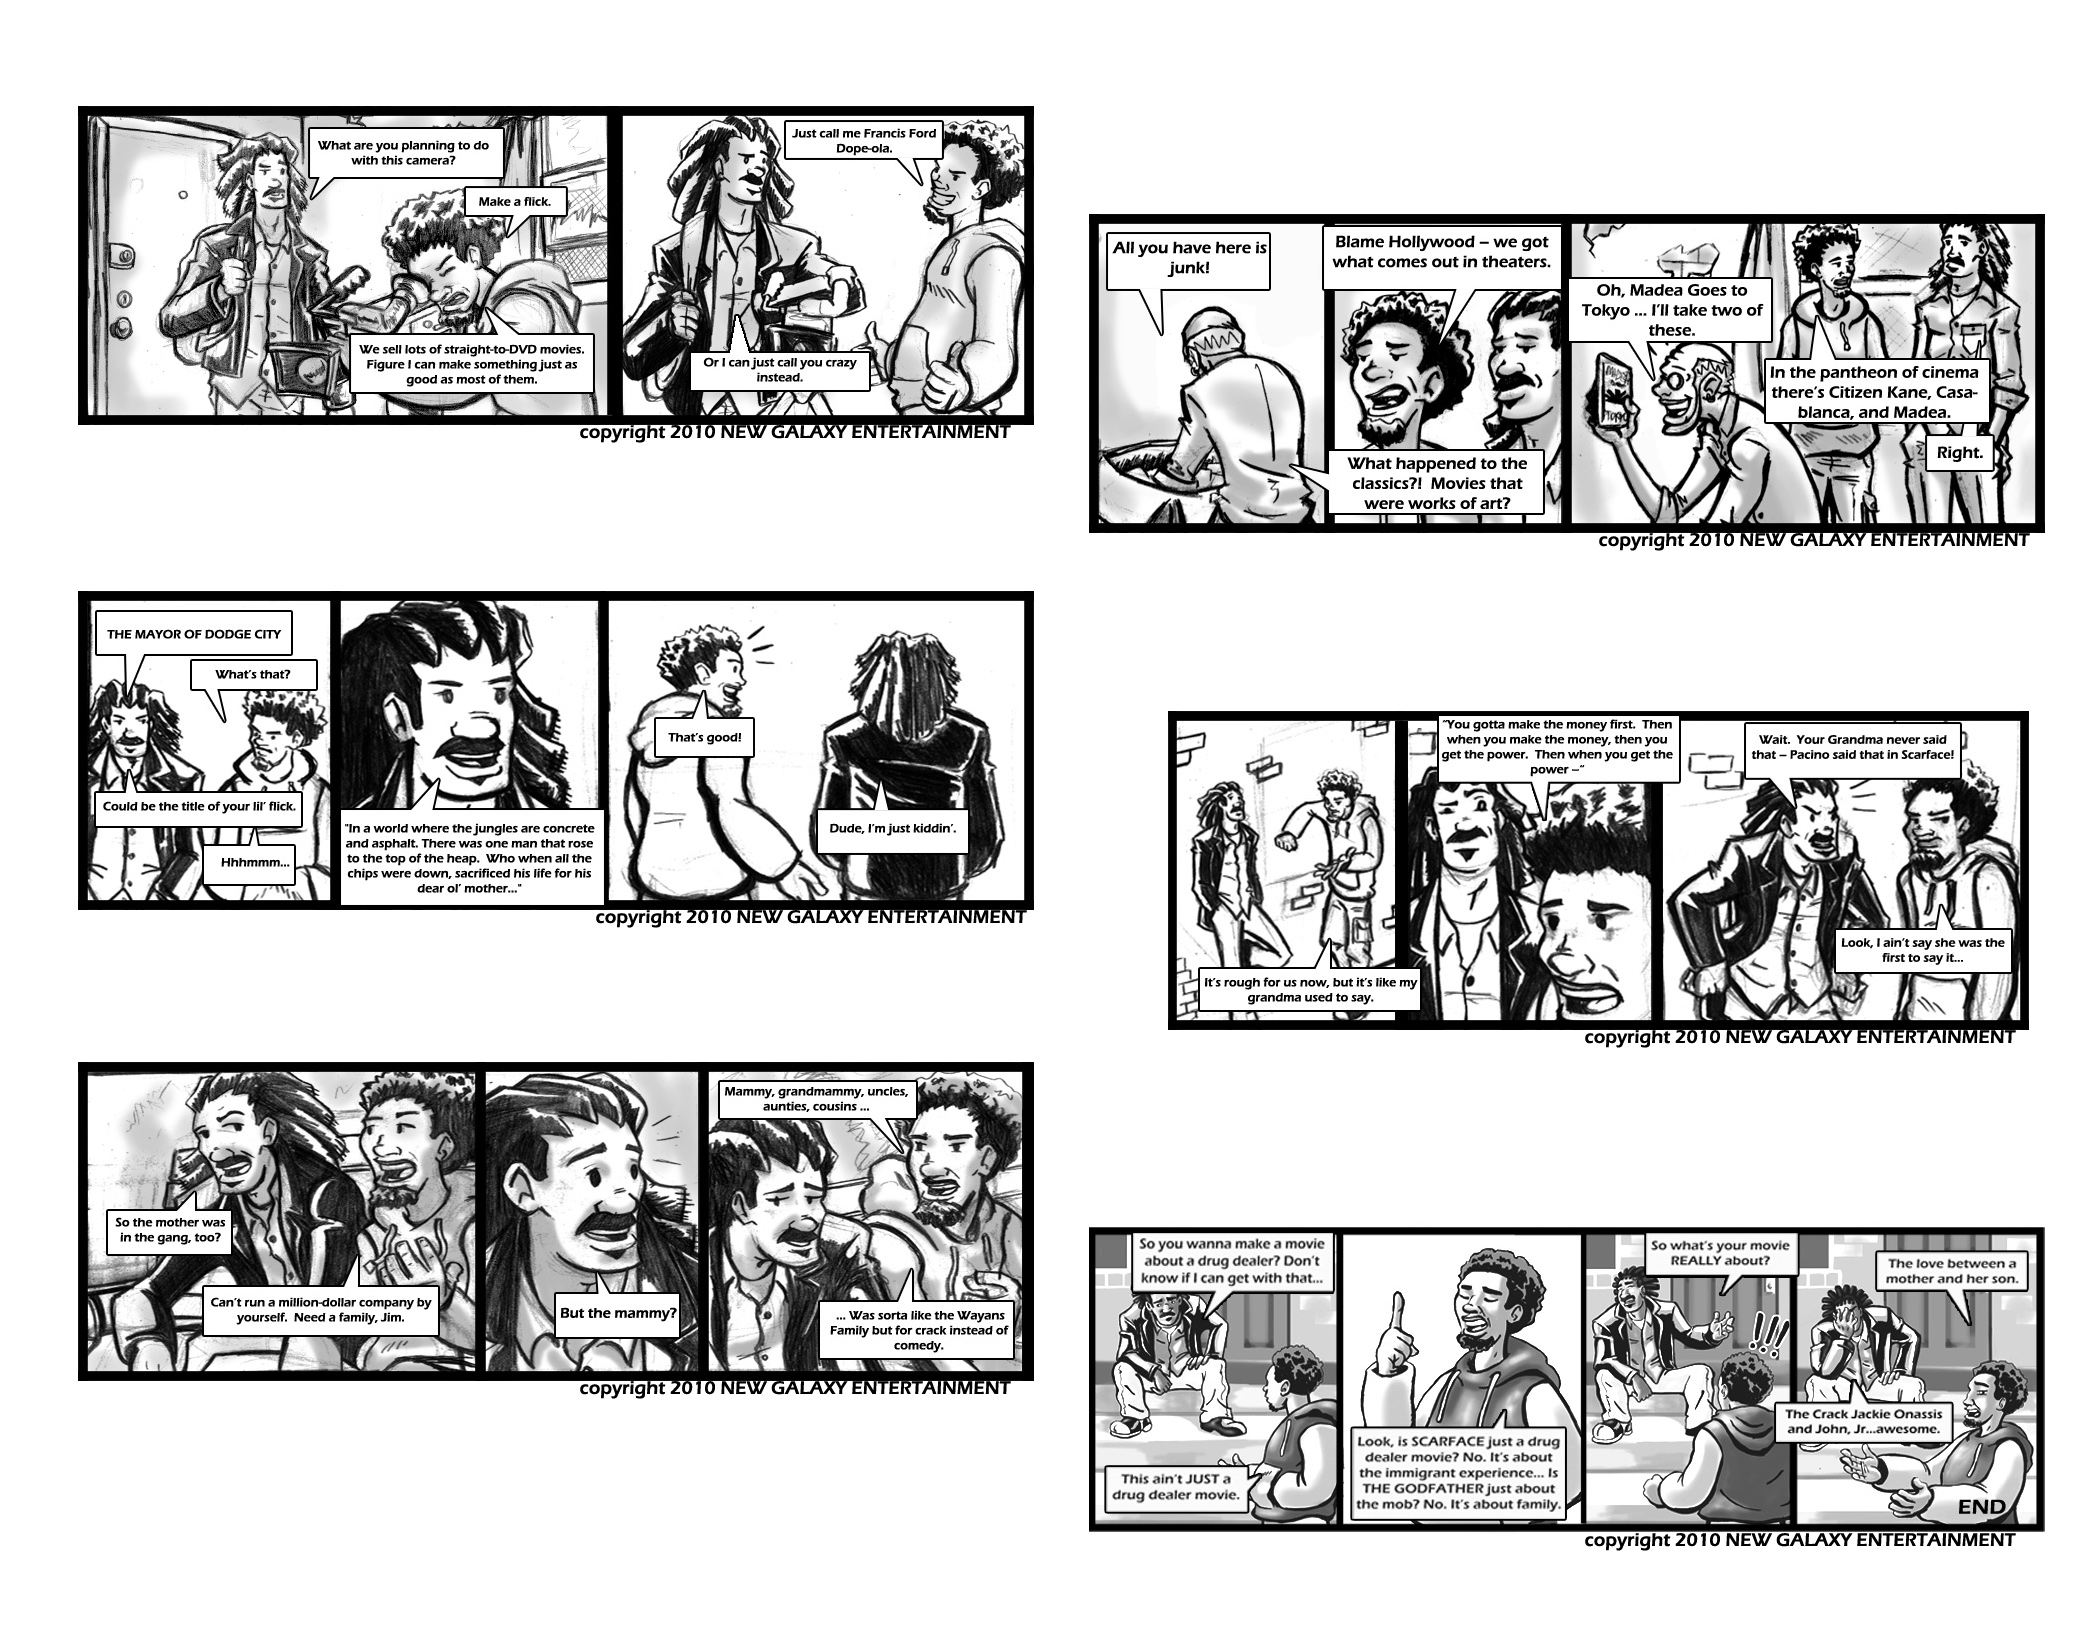 What are you planning to do
with this camera?
Make a flick.
We sell lots of straight-to-DVD movies.
Figure I can make something just as
good as most of them.
Just call me Francis Ford
Dope-ola.
Or I can just call you crazy
instead.
copyright 2010 NEW GALAXY ENTERTAINMENT
THE MAYOR OF DODGE CITY
What's that?
Could be the title of your lil' flick.
Hhhmmm...
"In a world where the jungles are concrete
and asphalt. There was one man that rose
to the top of the heap.  Who when all the
chips were down, sacrificed his life for his
dear ol' mother..."
That's good!
Dude, I'm just kiddin'.
copyright 2010 NEW GALAXY ENTERTAINMENT
So the mother was
in the gang, too?
Can't run a million-dollar company by
yourself.  Need a family, Jim.
But the mammy?
Mammy, grandmammy, uncles,
aunties, cousins ...
... Was sorta like the Wayans
Family but for crack instead of
comedy.
copyright 2010 NEW GALAXY ENTERTAINMENT
All you have here is
junk!
Blame Hollywood – we got
what comes out in theaters.
What happened to the
classics?!  Movies that
were works of art?
Oh, Madea Goes to
Tokyo ... I'll take two of
these.
In the pantheon of cinema
there's Citizen Kane, Casa-
blanca, and Madea.
Right.
copyright 2010 NEW GALAXY ENTERTAINMENT
It's rough for us now, but it's like my
grandma used to say.
"You gotta make the money first.  Then
when you make the money, then you
get the power.  Then when you get the
power –"
Wait.  Your Grandma never said
that – Pacino said that in Scarface!
Look, I ain't say she was the
first to say it...
copyright 2010 NEW GALAXY ENTERTAINMENT
So you wanna make a movie
about a drug dealer? Don't
know if I can get with that...
This ain't JUST a
drug dealer movie.
Look, is SCARFACE just a drug
dealer movie? No. It's about
the immigrant experience... Is
THE GODFATHER just about
the mob? No. It's about family.
So what's your movie
REALLY about?
!!!
The love between a
mother and her son.
The Crack Jackie Onassis
and John, Jr...awesome.
END
copyright 2010 NEW GALAXY ENTERTAINMENT